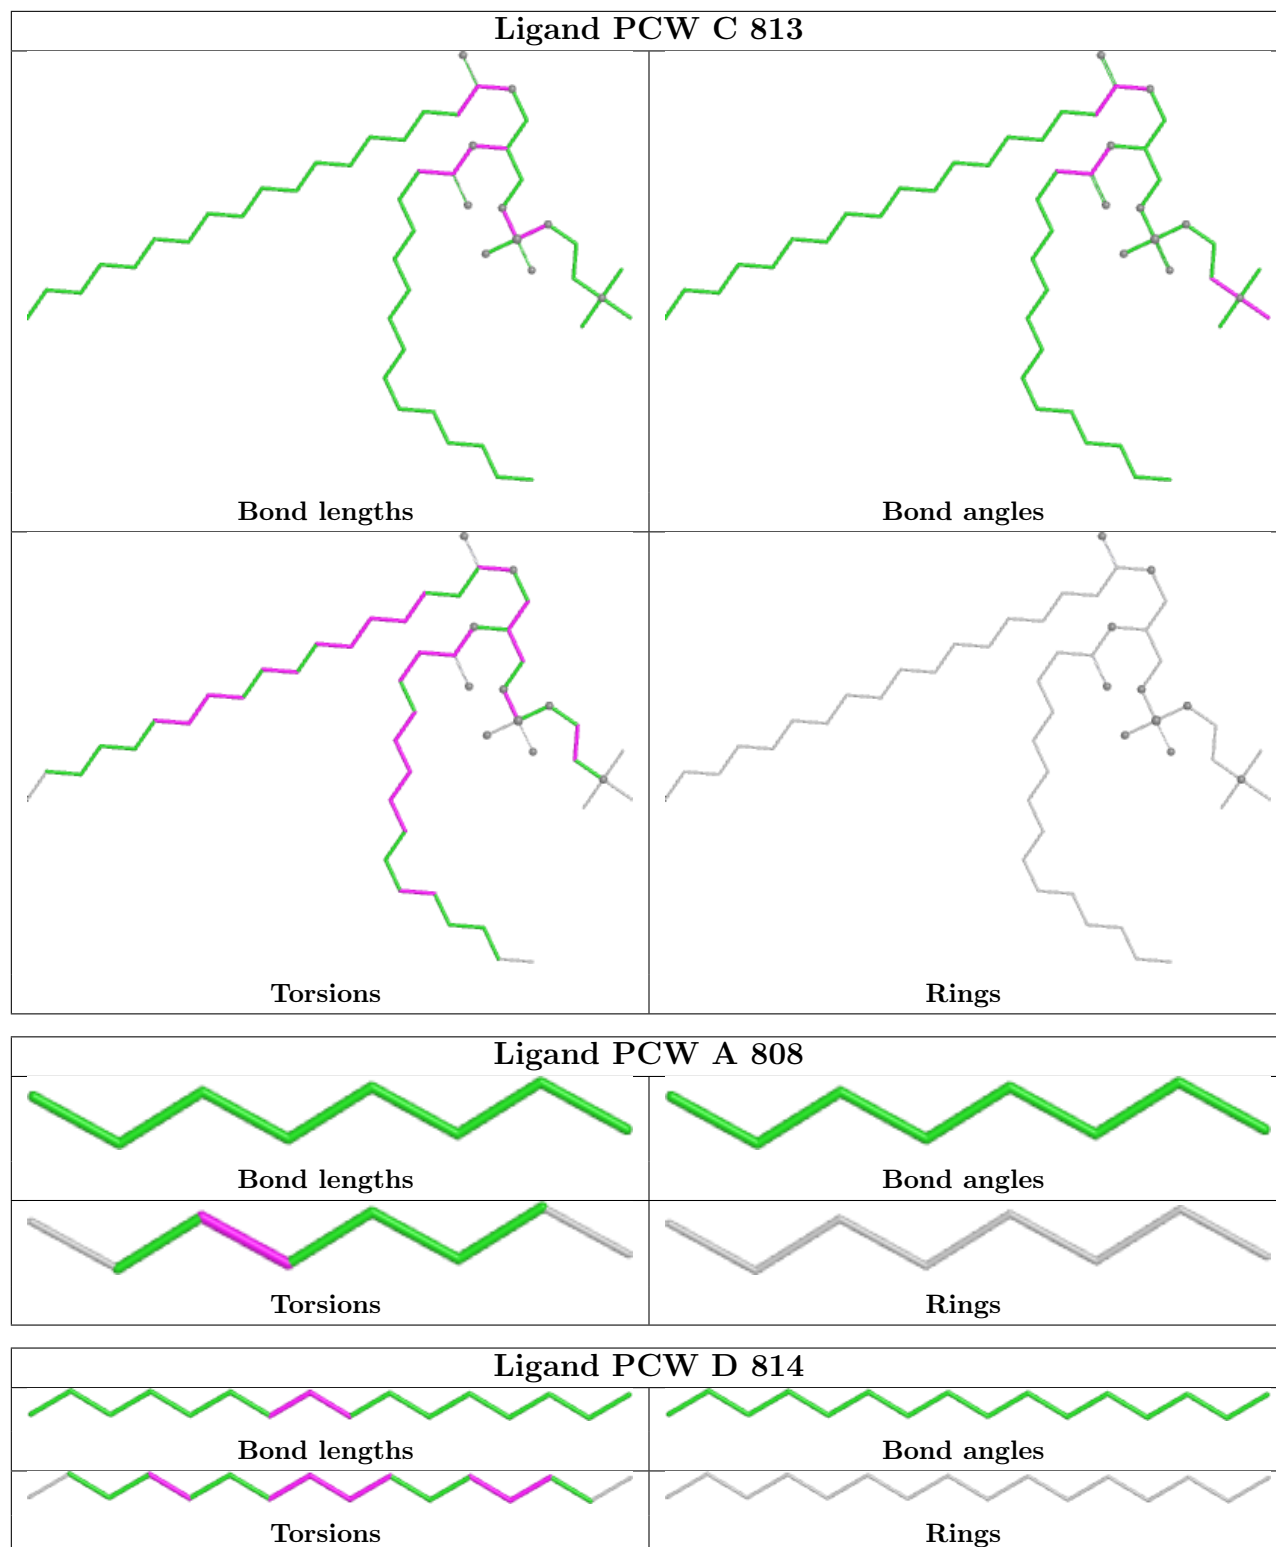 Ligand PCW C 813
Bond lengths
Bond angles
Torsions
Rings
Ligand PCW A 808
Bond lengths
Bond angles
Torsions
Rings
Ligand PCW D 814
Bond lengths
Bond angles
Torsions
Rings